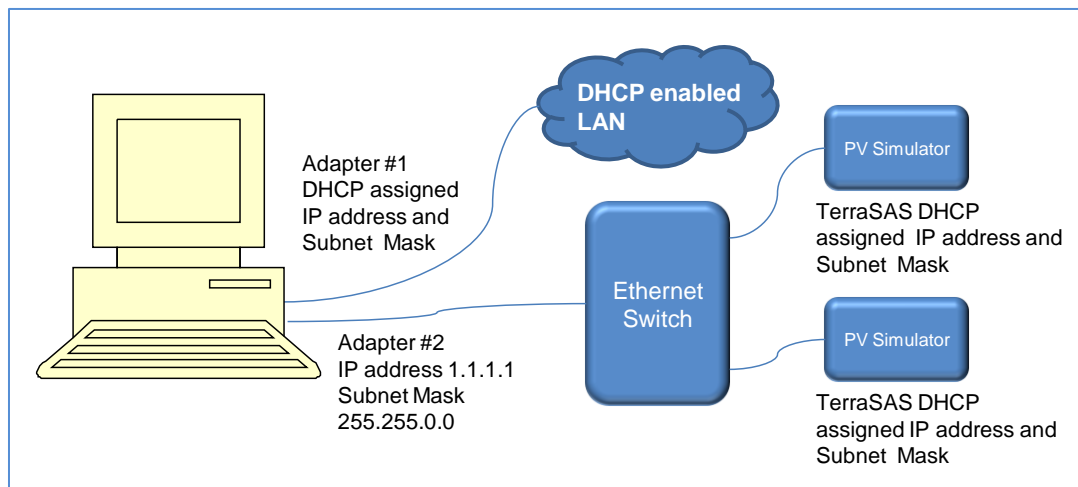 DHCP enabled
LAN
PV Simulator
Adapter #1
DHCP assigned
IP address and
Subnet Mask
TerraSAS DHCP
assigned IP address and
Subnet Mask
Ethernet
Switch
Adapter #2
IP address 1.1.1.1
Subnet Mask
255.255.0.0
PV Simulator
TerraSAS DHCP
assigned IP address and
Subnet Mask